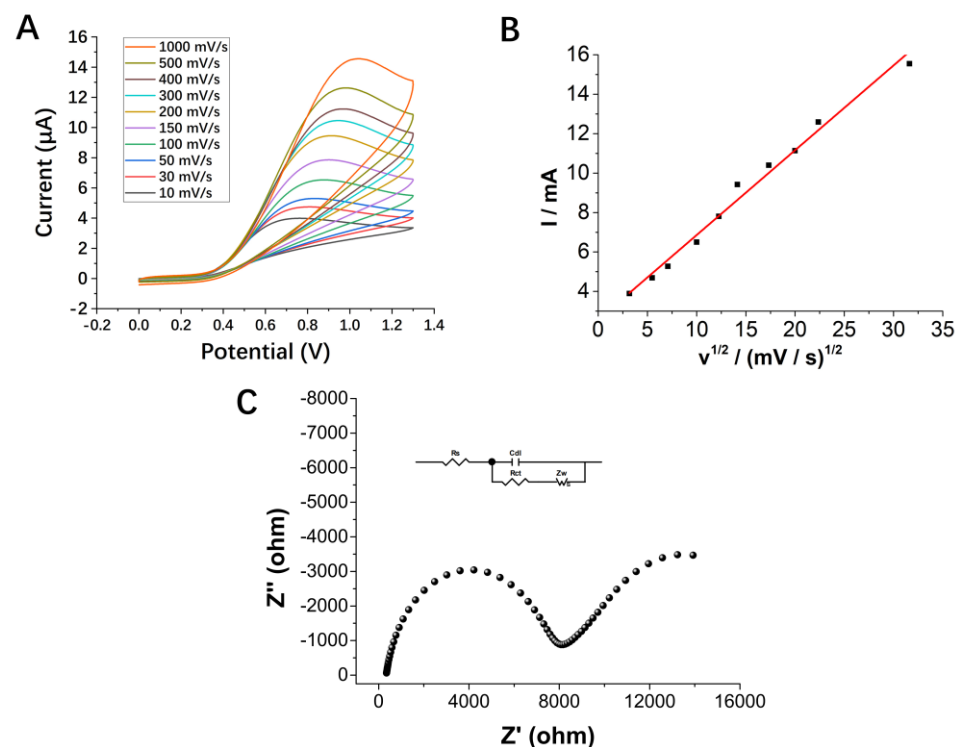 A
16
14
12
10
8
6
4
2
0
-2
Current (μA)
1000 mV/s
500 mV/s
400 mV/s
300 mV/s
200 mV/s
150 mV/s
100 mV/s
50 mV/s
30 mV/s
10 mV/s
-0.2 0.0 0.2 0.4 0.6 0.8 1.0 1.2 1.4
Potential (V)
B
16
14
12
10
8
6
4
I / mA
0 5 10 15 20 25 30 35
v1/2 / (mV / s)1/2
C
-8000
-7000
-6000
-5000
-4000
-3000
-2000
-1000
0
Z'' (ohm)
Rs Cdl
Rct Zw
0 4000 8000 12000 16000
Z' (ohm)